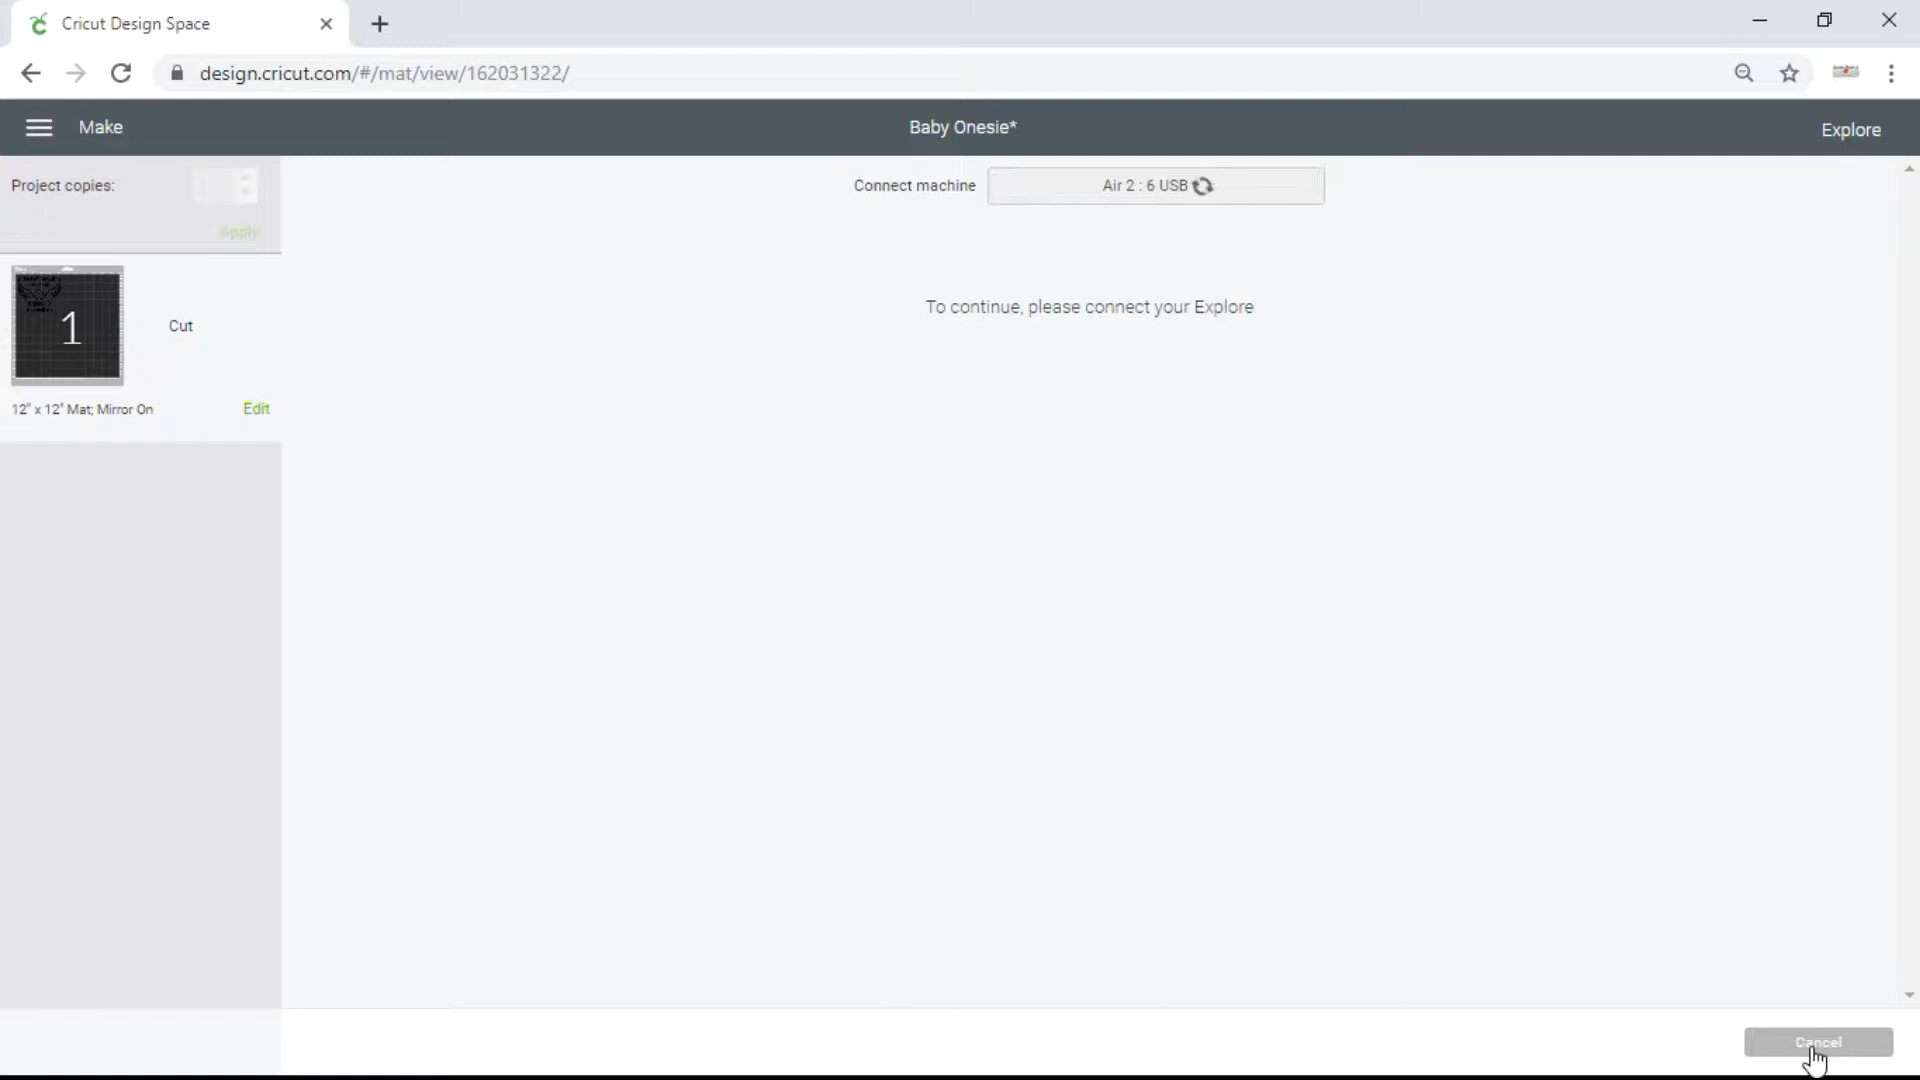 Cricut Design Space
design.cricut.com/#/mat/view/162031322/
Make
Baby Onesie*
Explore
Project copies:
Apply
Connect machine
Air 2 : 6 USB
To continue, please connect your Explore
1
Cut
12" x 12" Mat; Mirror On
Edit
Cancel